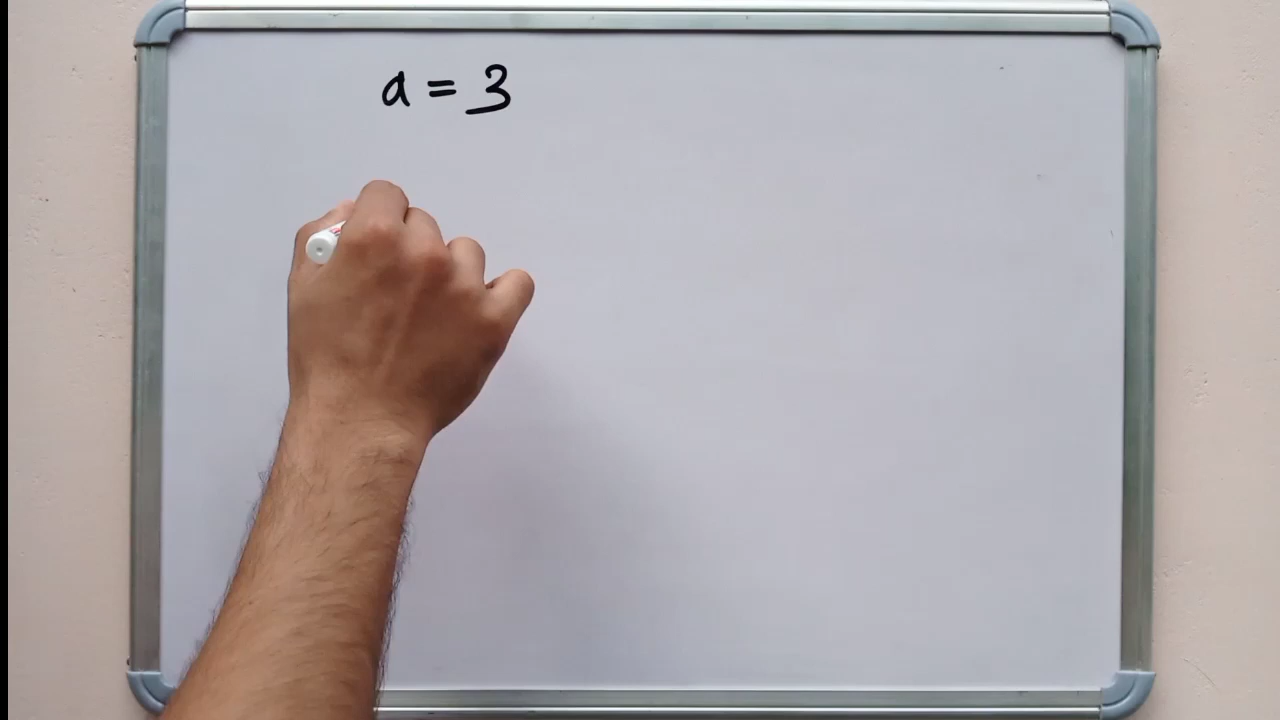 a = 3